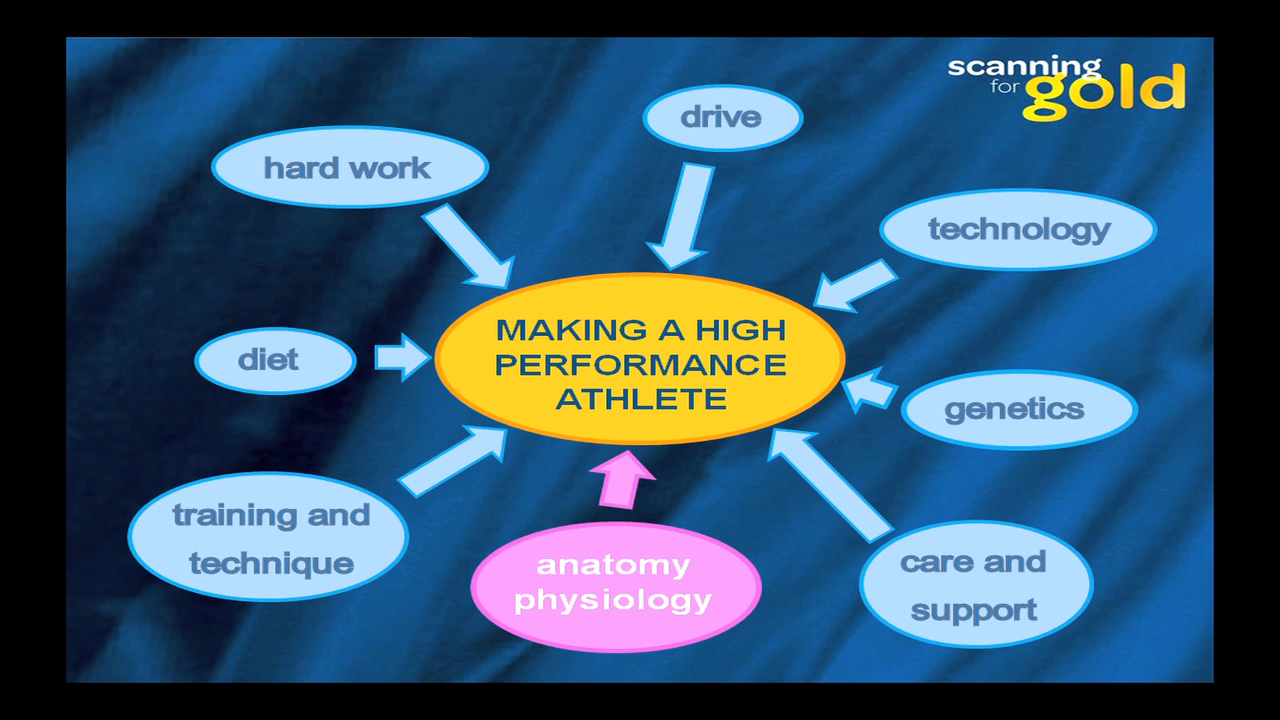 scanning
for gold
drive
hard work
technology
MAKING A HIGH
PERFORMANCE
ATHLETE
diet
genetics
training and
technique
anatomy
physiology
care and
support